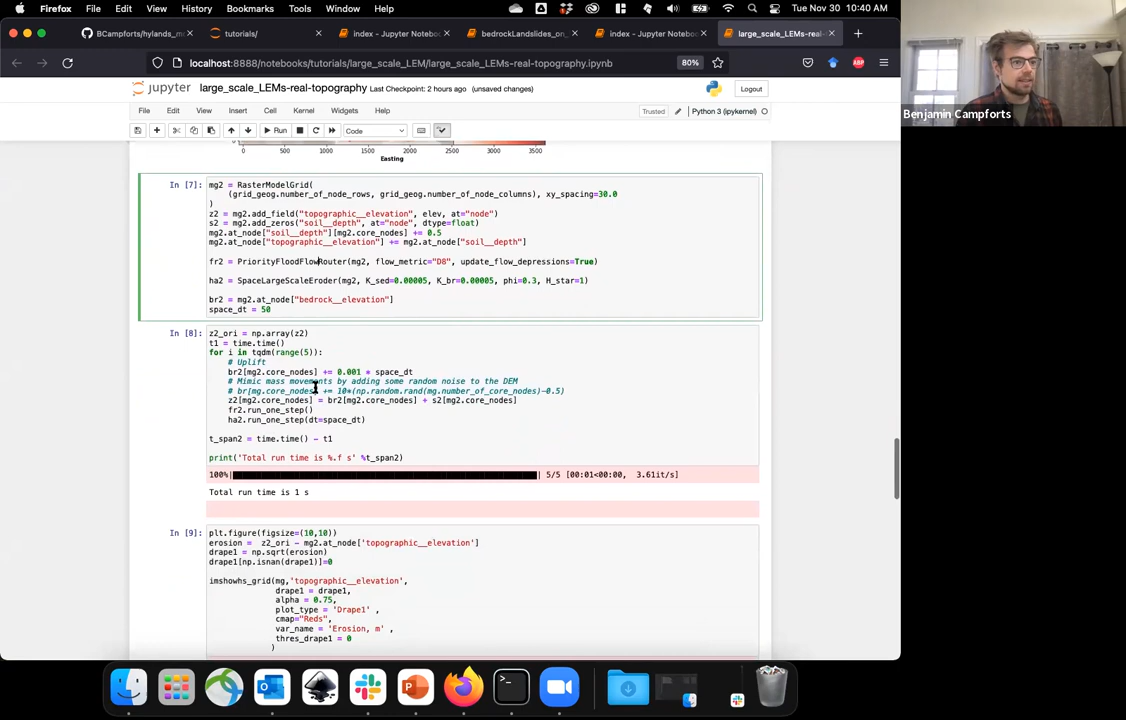 Firefox File Edit View History Bookmarks Tools Window Help Tue Nov 30 10:40 AM
BCampforts/hylands_m
tutorials/
index - Jupyter Notebo
bedrockLandslides_on_
index - Jupyter Notebo
large_scale_LEMs-real-
localhost:8888/notebooks/tutorials/large_scale_LEM/large_scale_LEMs-real-topography.ipynb 80%
ABP
Benjamin Campforts
jupyter large_scale_LEMs-real-topography Last Checkpoint: 2 hours ago (unsaved changes) Logout
File Edit View Insert Cell Kernel Widgets Help Trusted Python 3 (ipykernel)
Run Code
0 500 1000 1500 2000 2500 3000 3500
Easting
In [7]: mg2 = RasterModelGrid(
(grid_geog.number_of_node_rows, grid_geog.number_of_node_columns), xy_spacing=30.0
)
z2 = mg2.add_field("topographic__elevation", elev, at="node")
s2 = mg2.add_zeros("soil__depth", at="node", dtype=float)
mg2.at_node["soil__depth"][mg2.core_nodes] += 0.5
mg2.at_node["topographic__elevation"] += mg2.at_node["soil__depth"]
fr2 = PriorityFloodFlowRouter(mg2, flow_metric="D8", update_flow_depressions=True)
ha2 = SpaceLargeScaleEroder(mg2, K_sed=0.00005, K_br=0.00005, phi=0.3, H_star=1)
br2 = mg2.at_node["bedrock__elevation"]
space_dt = 50
In [8]: z2_ori = np.array(z2)
t1 = time.time()
for i in tqdm(range(5)):
# Uplift
br2[mg2.core_nodes] += 0.001 * space_dt
# Mimic mass movements by adding some random noise to the DEM
# br[mg.core_nodes] += 10*(np.random.rand(mg.number_of_core_nodes)-0.5)
z2[mg2.core_nodes] = br2[mg2.core_nodes] + s2[mg2.core_nodes]
fr2.run_one_step()
ha2.run_one_step(dt=space_dt)
t_span2 = time.time() - t1
print('Total run time is %.f s' %t_span2)
100%| | 5/5 [00:01<00:00, 3.61it/s]
Total run time is 1 s
In [9]: plt.figure(figsize=(10,10))
erosion = z2_ori - mg2.at_node['topographic__elevation']
drape1 = np.sqrt(erosion)
drape1[np.isnan(drape1)]=0
imshowhs_grid(mg,'topographic__elevation',
drape1 = drape1,
alpha = 0.75,
plot_type = 'Drape1' ,
cmap="Reds",
var_name = 'Erosion, m' ,
thres_drape1 = 0
)